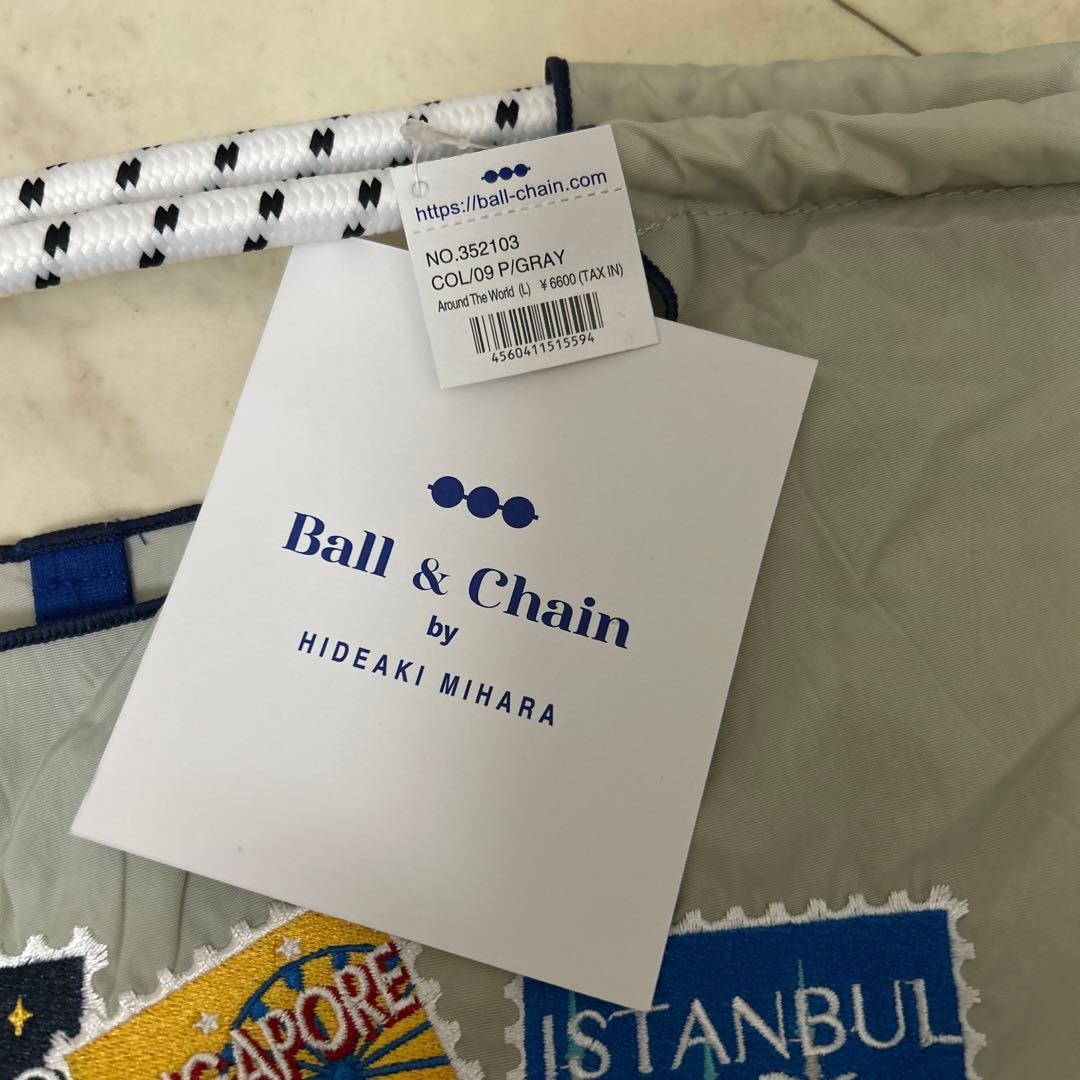 https://ball-chain.com
NO.352103
COL/09 P/GRAY
Around The World (L) ¥6600 (TAX IN)
4560411515594
Ball & Chain
by
HIDEAKI MIHARA
ISTANBUL